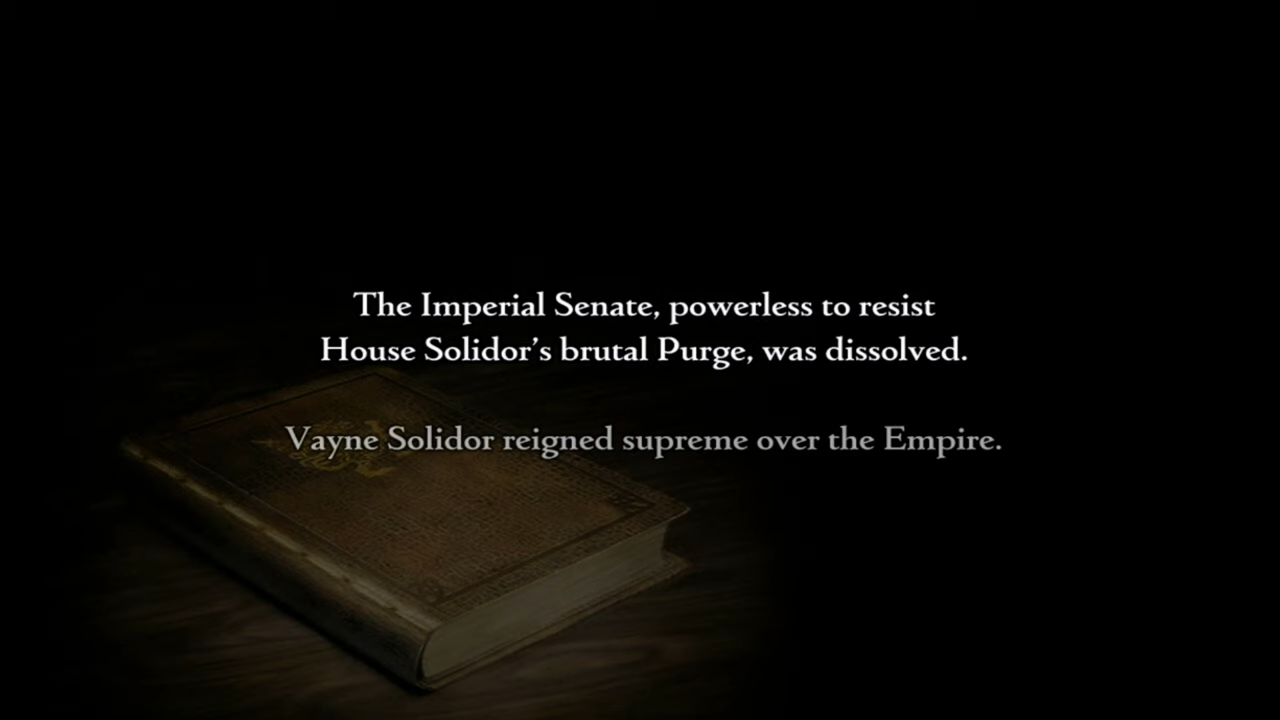 The Imperial Senate, powerless to resist
House Solidor’s brutal Purge, was dissolved.
Vayne Solidor reigned supreme over the Empire.